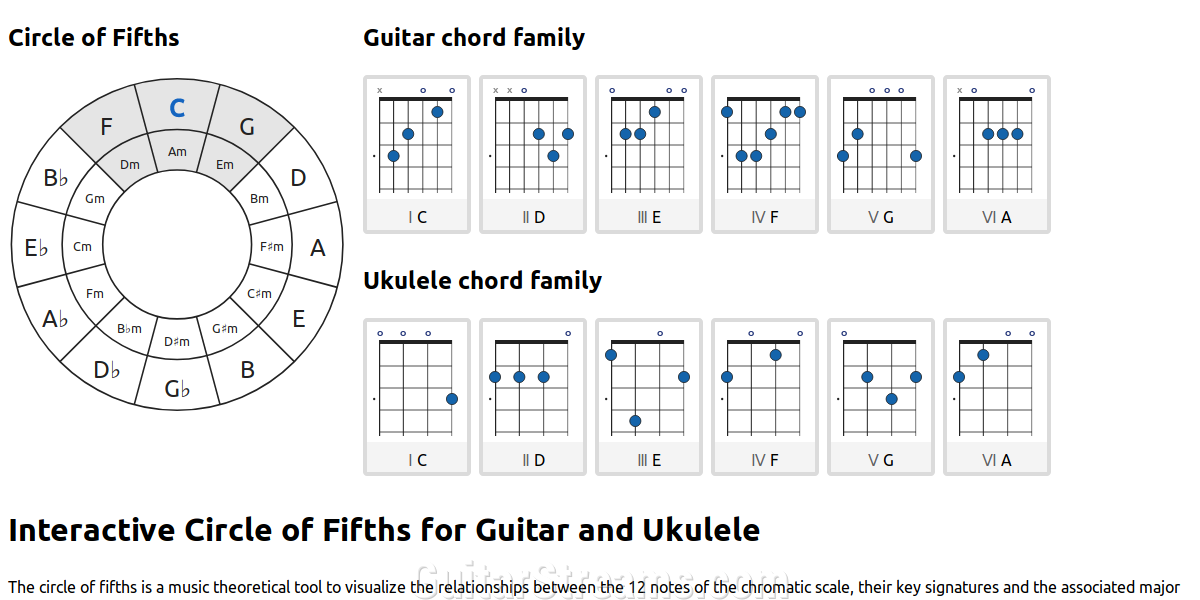 Circle of Fifths
C
F
G
B♭
D
E♭
A
A♭
E
D♭
B
G♭
Am
Dm
Em
Gm
Bm
Cm
F♯m
Fm
C♯m
B♭m
G♯m
D♯m
Guitar chord family
x o o
x x o
o o o
o o o
x o o
I C
II D
III E
IV F
V G
VI A
Ukulele chord family
o o o
o
o
o o
o
o o
I C
II D
III E
IV F
V G
VI A
Interactive Circle of Fifths for Guitar and Ukulele
GuitarStreams.com
The circle of fifths is a music theoretical tool to visualize the relationships between the 12 notes of the chromatic scale, their key signatures and the associated major